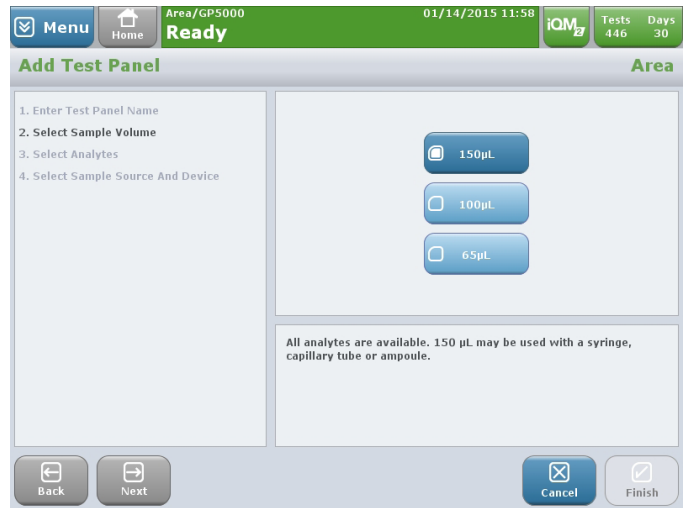 Menu
Home
Area/GP5000
01/14/2015 11:58
Ready
iQM2
Tests Days
446 30
Add Test Panel
Area
1. Enter Test Panel Name
2. Select Sample Volume
3. Select Analytes
4. Select Sample Source And Device
150µL
100µL
65µL
All analytes are available. 150 µL may be used with a syringe,
capillary tube or ampoule.
Back
Next
Cancel
Finish